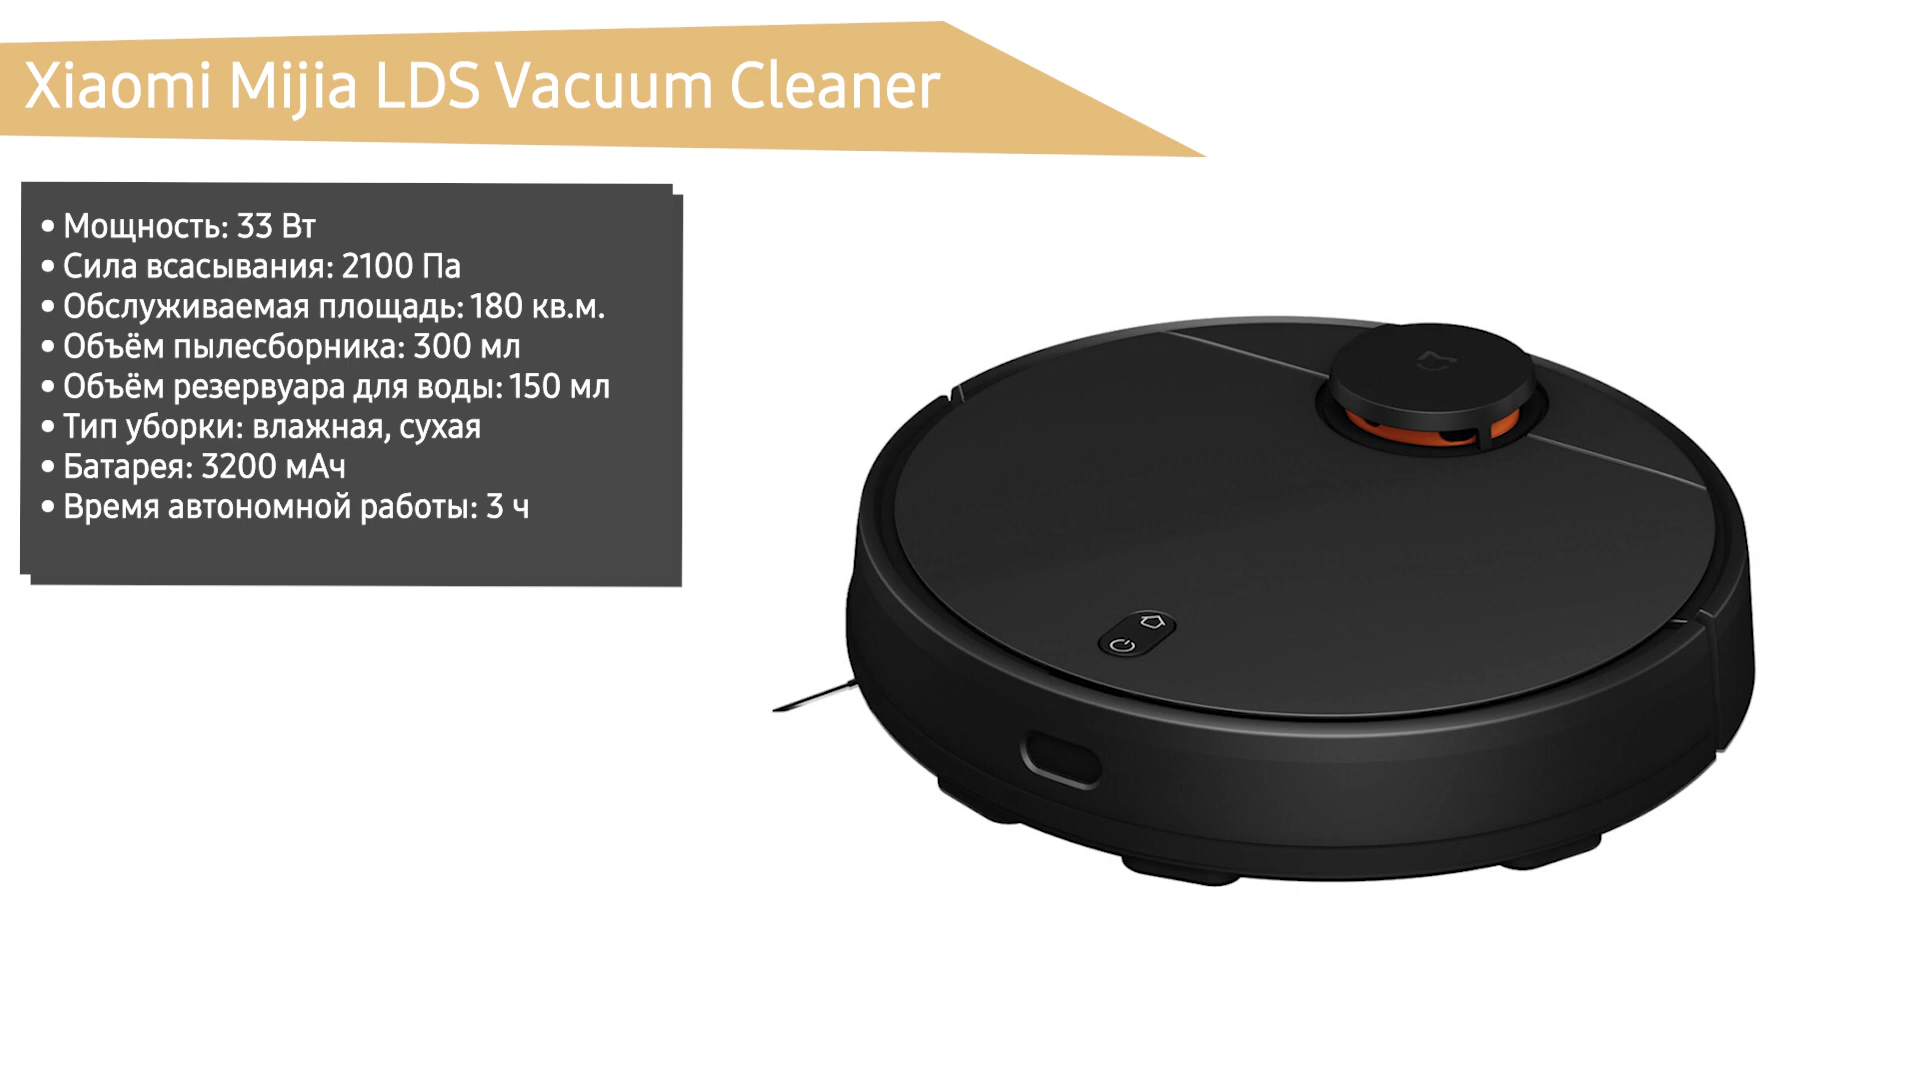 Xiaomi Mijia LDS Vacuum Cleaner
• Мощность: 33 Вт
• Сила всасывания: 2100 Па
• Обслуживаемая площадь: 180 кв.м.
• Объём пылесборника: 300 мл
• Объём резервуара для воды: 150 мл
• Тип уборки: влажная, сухая
• Батарея: 3200 мАч
• Время автономной работы: 3 ч